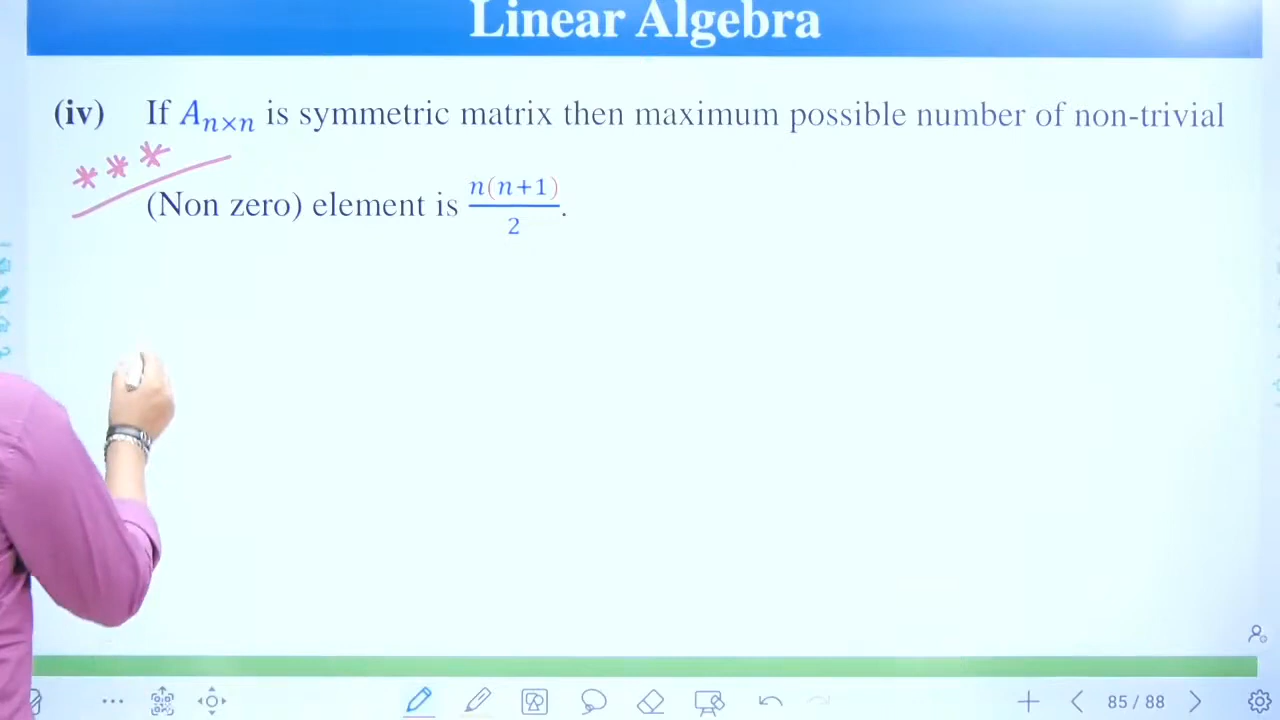 Linear Algebra
(iv) If A_{n×n} is symmetric matrix then maximum possible number of non-trivial
***
(Non zero) element is \frac{n(n+1)}{2}.
85 / 88